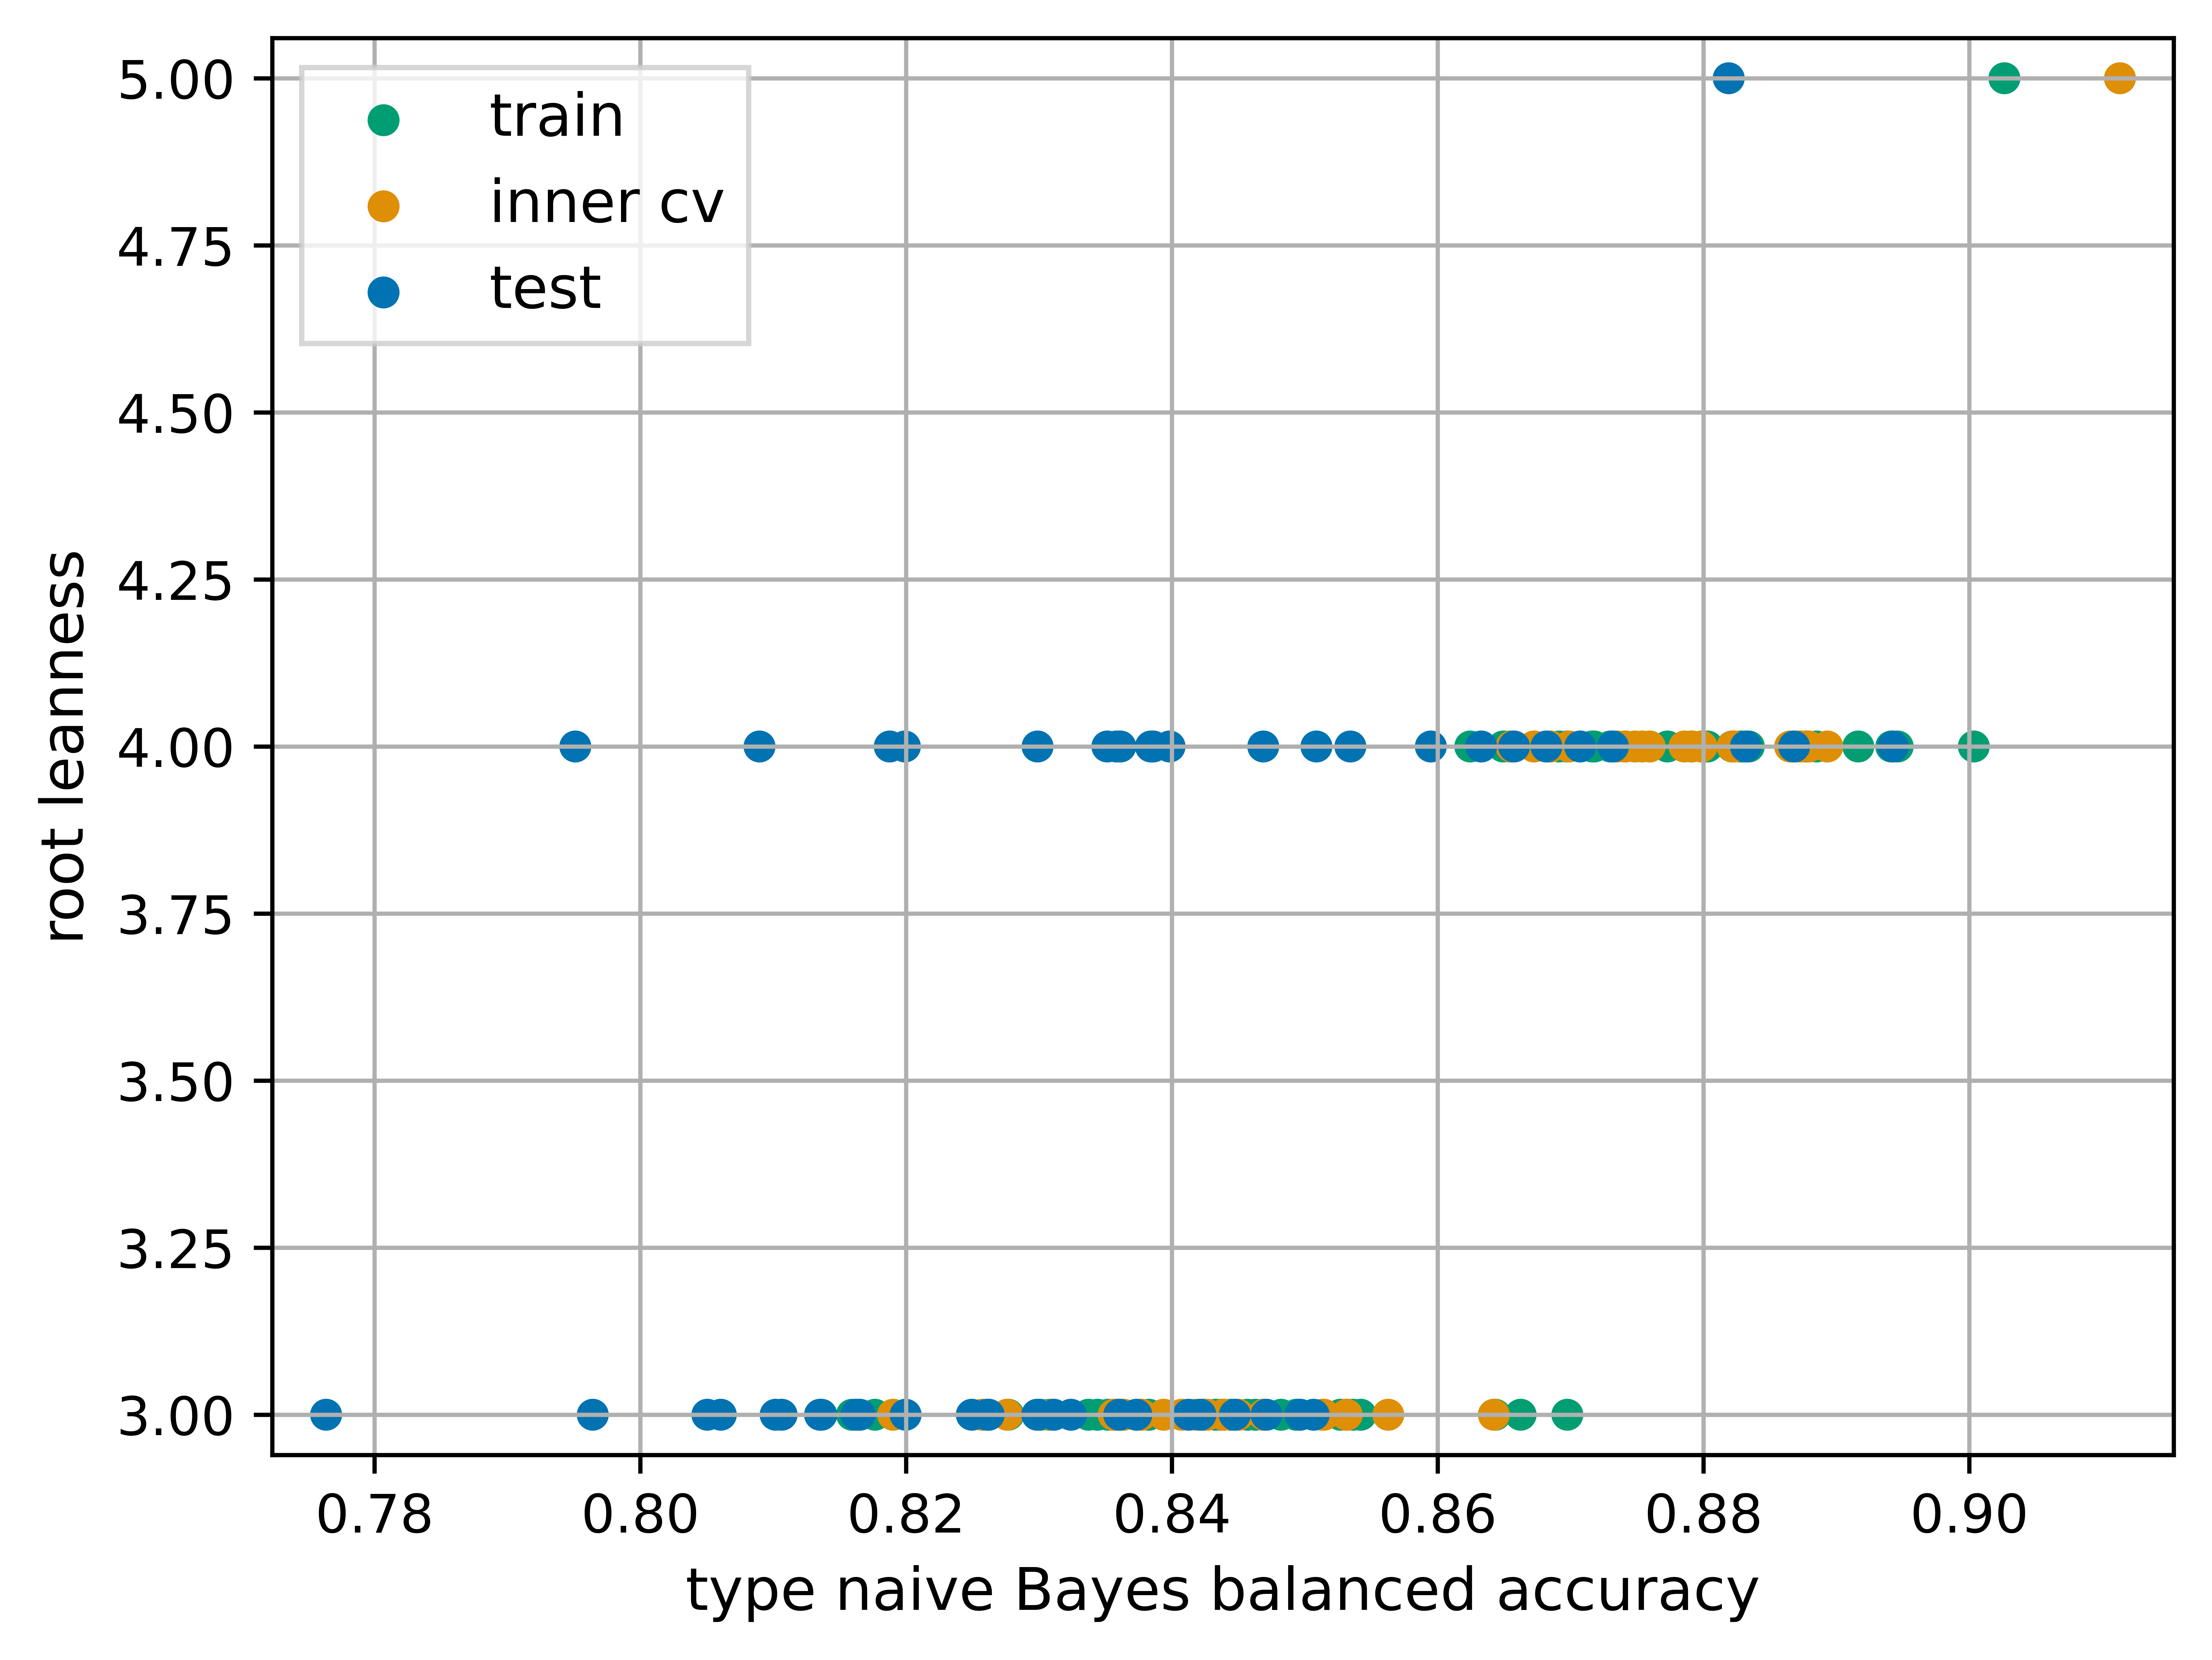 train
inner cv
test
5.00
4.75
4.50
4.25
4.00
3.75
3.50
3.25
3.00
root leanness
0.78 0.80 0.82 0.84 0.86 0.88 0.90
type naive Bayes balanced accuracy